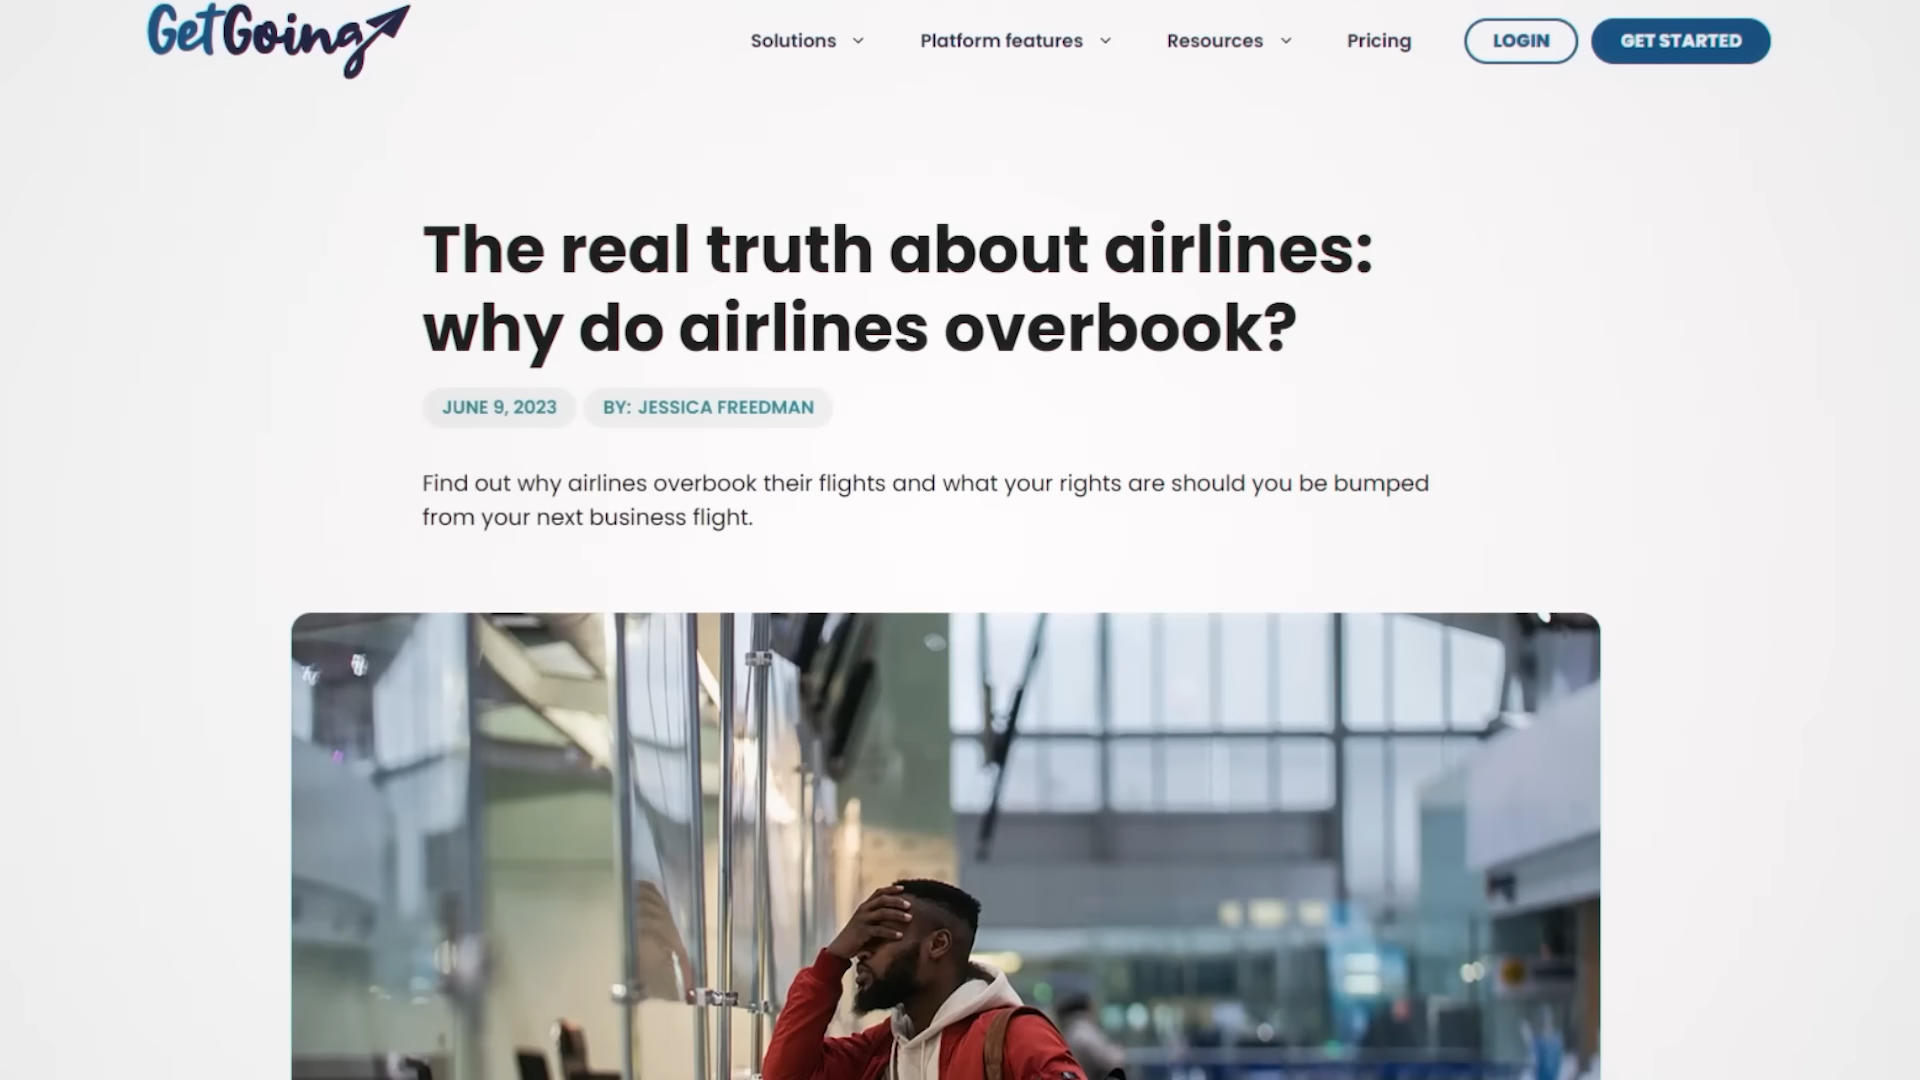 GetGoing
Solutions
Platform features
Resources
Pricing
LOGIN
GET STARTED
The real truth about airlines:
why do airlines overbook?
JUNE 9, 2023
BY: JESSICA FREEDMAN
Find out why airlines overbook their flights and what your rights are should you be bumped
from your next business flight.